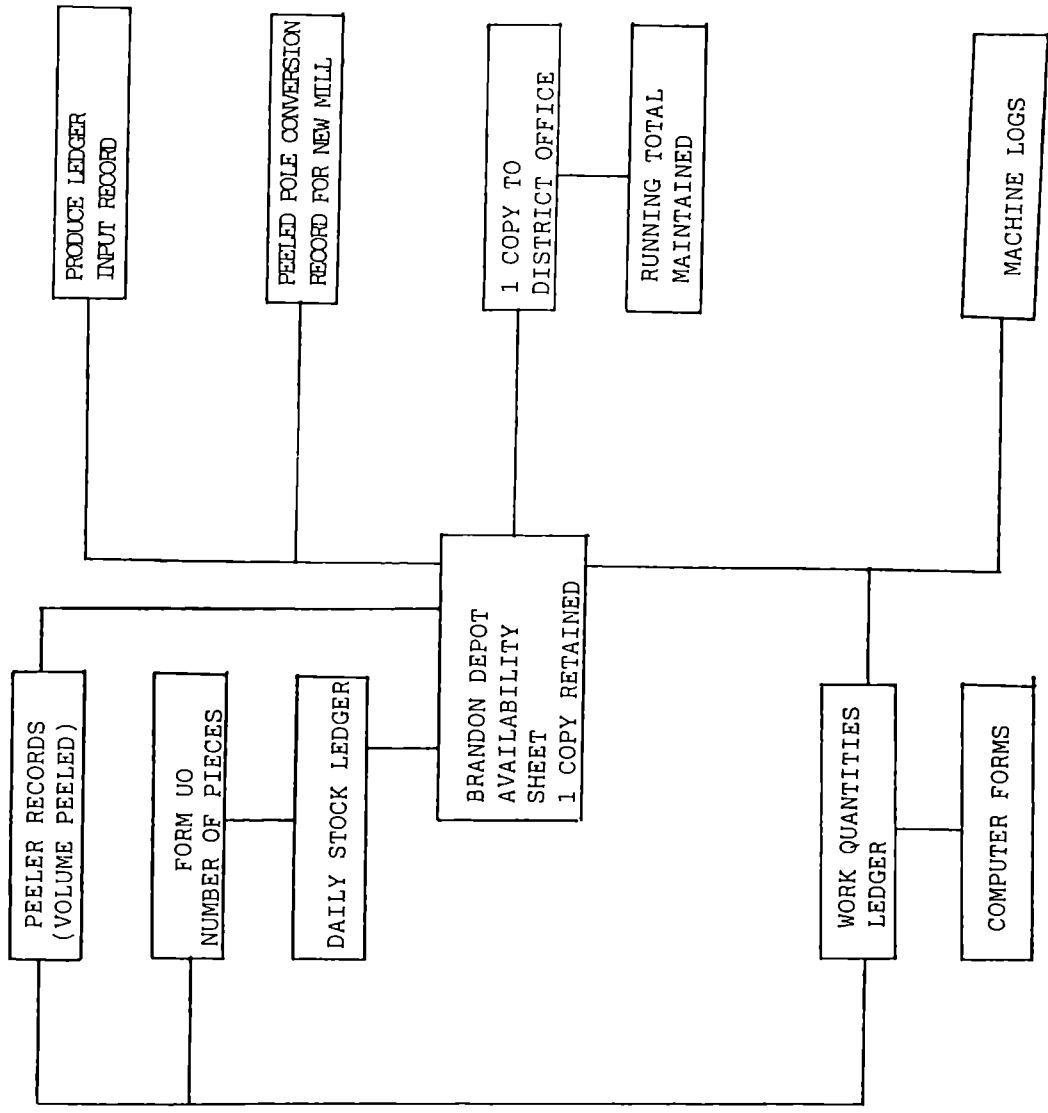 PEELER RECORDS
(VOLUME PEELED)
FORM UO
NUMBER OF PIECES
DAILY STOCK LEDGER
BRANDON DEPOT
AVAILABILITY
SHEET
1 COPY RETAINED
WORK QUANTITIES
LEDGER
COMPUTER FORMS
PRODUCE LEDGER
INPUT RECORD
PEELED POLE CONVERSION
RECORD FOR NEW MILL
1 COPY TO
DISTRICT OFFICE
RUNNING TOTAL
MAINTAINED
MACHINE LOGS